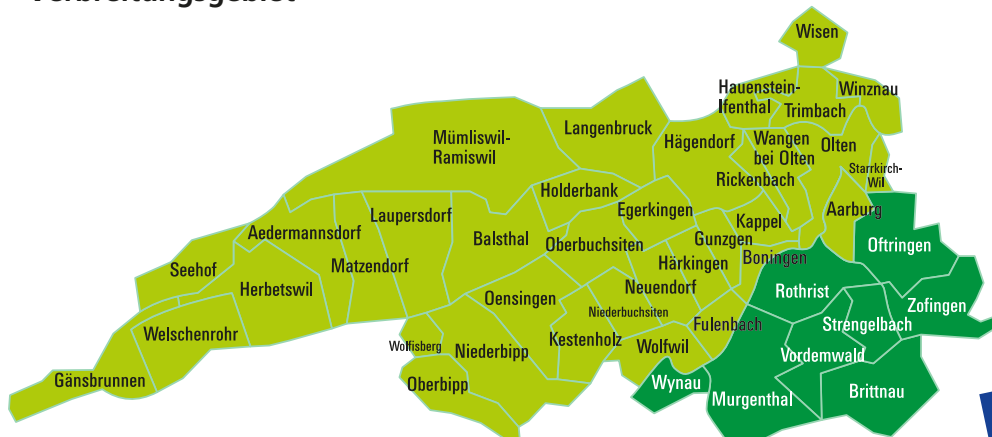 Verbreitungsgebiet
Wisen
Hauenstein-
Ifenthal
Winznau
Trimbach
Mümliswil-
Ramiswil
Langenbruck
Hägendorf
Wangen
bei Olten
Olten
Starrkirch-
Wil
Rickenbach
Holderbank
Egerkingen
Kappel
Aarburg
Laupersdorf
Aedermannsdorf
Balsthal
Oberbuchsiten
Gunzgen
Oftringen
Seehof
Matzendorf
Härkingen
Boningen
Herbetswil
Oensingen
Neuendorf
Rothrist
Niederbuchsiten
Zofingen
Welschenrohr
Fulenbach
Strengelbach
Wolfisberg
Niederbipp
Kestenholz
Wolfwil
Vordemwald
Gänsbrunnen
Oberbipp
Wynau
Murgenthal
Brittnau